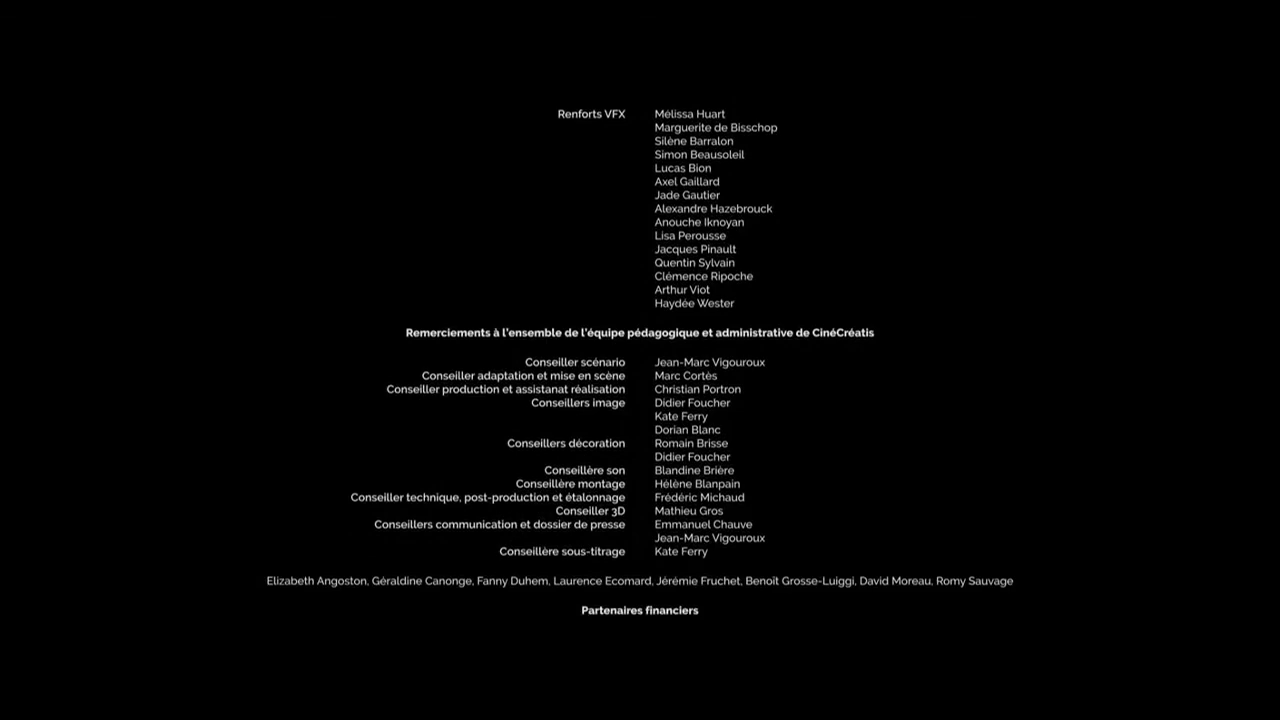 Renforts VFX Mélissa Huart
Marguerite de Bisschop
Silène Barralon
Simon Beausoleil
Lucas Bion
Axel Gaillard
Jade Gautier
Alexandre Hazebrouck
Anouche Iknoyan
Lisa Perousse
Jacques Pinault
Quentin Sylvain
Clémence Ripoche
Arthur Viot
Haydée Wester
Remerciements à l'ensemble de l'équipe pédagogique et administrative de CinéCréatis
Conseiller scénario Jean-Marc Vigouroux
Conseiller adaptation et mise en scène Marc Cortès
Conseiller production et assistanat réalisation Christian Portron
Conseillers image Didier Foucher
Kate Ferry
Dorian Blanc
Conseillers décoration Romain Brisse
Didier Foucher
Conseillère son Blandine Brière
Conseillère montage Hélène Blanpain
Conseiller technique, post-production et étalonnage Frédéric Michaud
Conseiller 3D Mathieu Gros
Conseillers communication et dossier de presse Emmanuel Chauve
Jean-Marc Vigouroux
Conseillère sous-titrage Kate Ferry
Elizabeth Angoston, Géraldine Canonge, Fanny Duhem, Laurence Ecomard, Jérémie Fruchet, Benoît Grosse-Luiggi, David Moreau, Romy Sauvage
Partenaires financiers